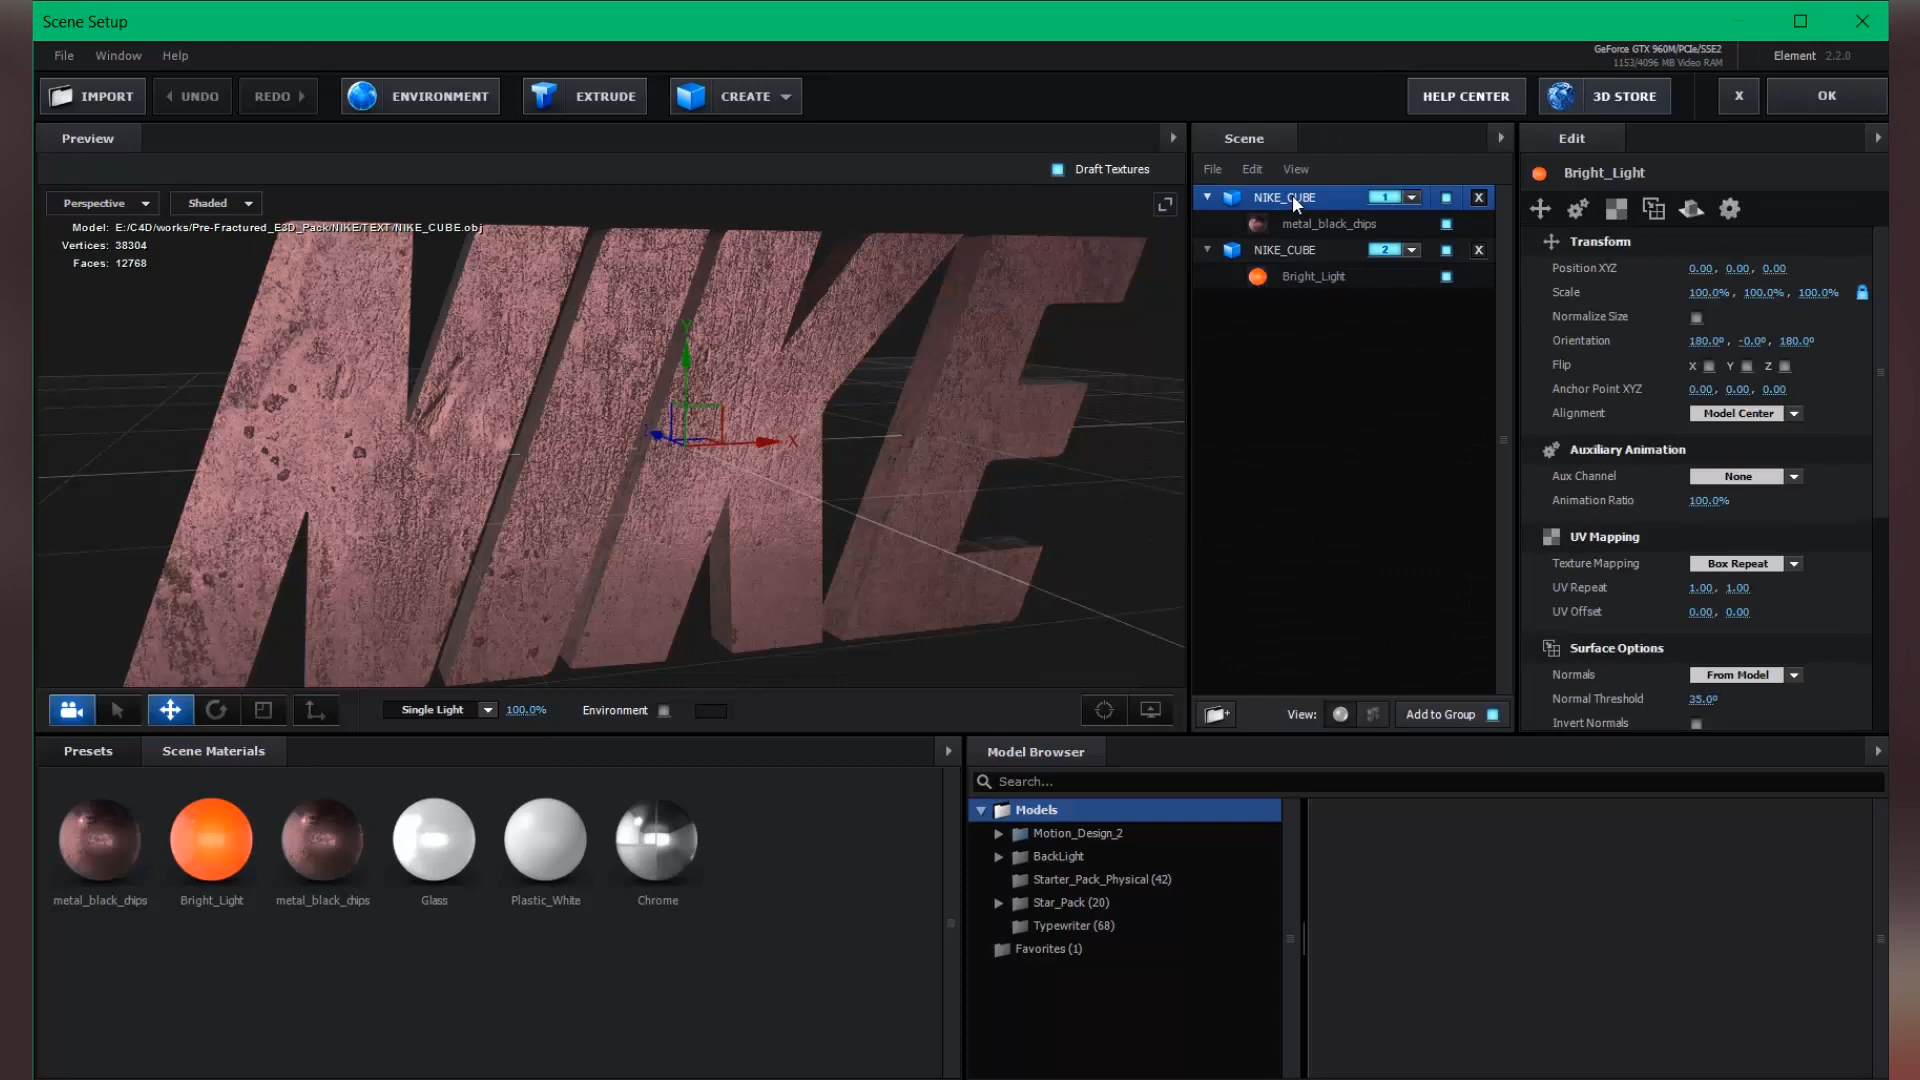 Scene Setup
File Window Help
GeForce GTX 960M/PCIe/SSE2
1153/4096 MB Video RAM
Element 2.2.0
IMPORT UNDO REDO ENVIRONMENT EXTRUDE CREATE HELP CENTER 3D STORE X OK
Preview
Draft Textures
Perspective Shaded
Model: E:/C4D/works/Pre-Fractured_E3D_Pack/NIKE/TEXT/NIKE_CUBE.obj
Vertices: 38304
Faces: 12768
NIKE
Y
X
Single Light 100.0% Environment
Scene
File Edit View
NIKE_CUBE 1 X
metal_black_chips
NIKE_CUBE 2 X
Bright_Light
View: Add to Group
Edit
Bright_Light
Transform
Position XYZ 0.00, 0.00, 0.00
Scale 100.0%, 100.0%, 100.0%
Normalize Size
Orientation 180.0º, -0.0º, 180.0º
Flip X Y Z
Anchor Point XYZ 0.00, 0.00, 0.00
Alignment Model Center
Auxiliary Animation
Aux Channel None
Animation Ratio 100.0%
UV Mapping
Texture Mapping Box Repeat
UV Repeat 1.00, 1.00
UV Offset 0.00, 0.00
Surface Options
Normals From Model
Normal Threshold 35.0º
Invert Normals
Presets Scene Materials
metal_black_chips Bright_Light metal_black_chips Glass Plastic_White Chrome
Model Browser
Search...
Models
Motion_Design_2
BackLight
Starter_Pack_Physical (42)
Star_Pack (20)
Typewriter (68)
Favorites (1)